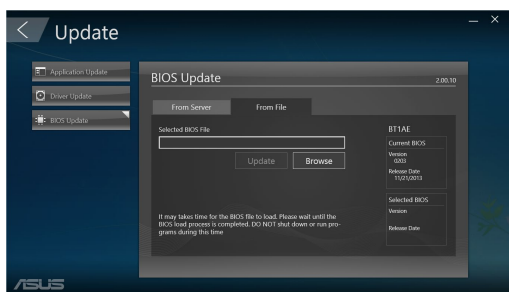 Update
Application Update
Driver Update
BIOS Update
BIOS Update
2.00.10
From Server
From File
Selected BIOS File
Update
Browse
It may takes time for the BIOS file to load. Please wait until the
BIOS load process is completed. DO NOT shut down or run pro-
grams during this time
BT1AE
Current BIOS
Version
0203
Release Date
11/21/2013
Selected BIOS
Version
Release Date
ASUS